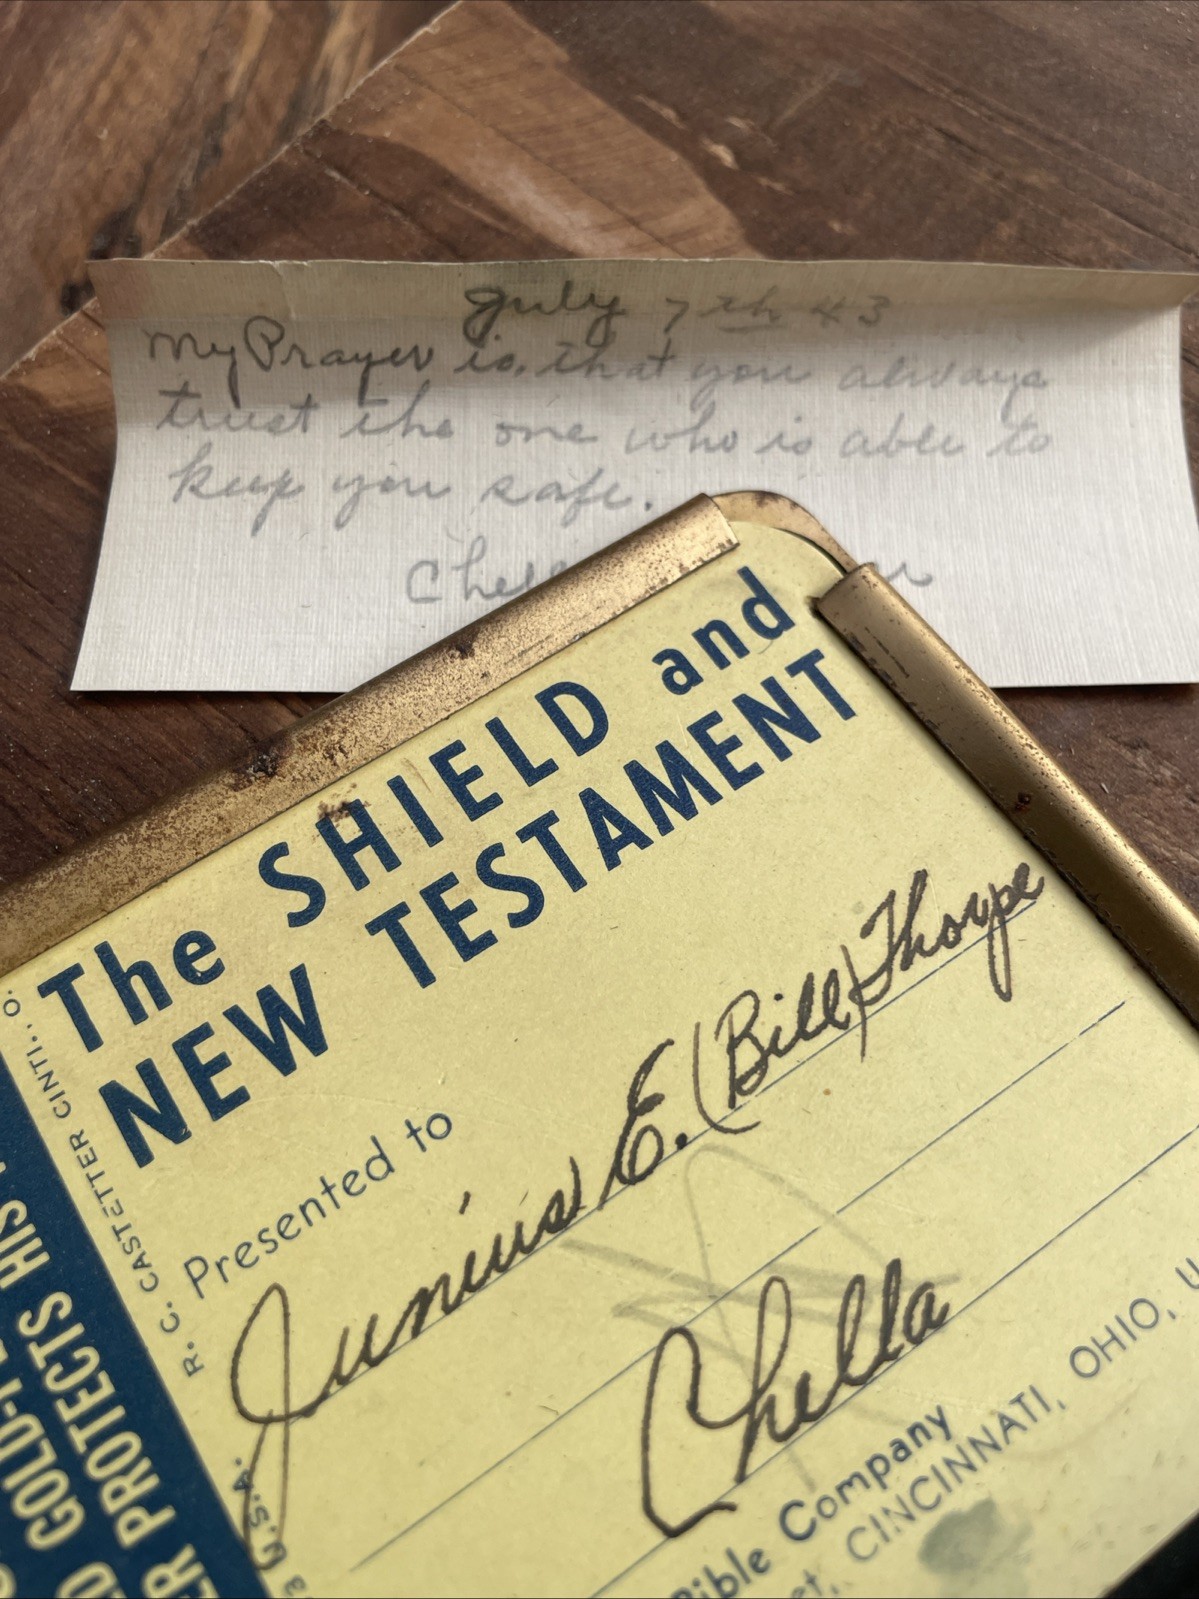 July 7th 43
My Prayer is, that you always
trust the one who is able to
keep you safe.
The SHIELD and
NEW TESTAMENT
Presented to
Junius E. (Bill) Thorpe
Chella
Bible Company
CINCINNATI, OHIO, U
R. C. CASTETTER CINTI., O.
U.S.A.
GOLD-
PROTECTS HIS